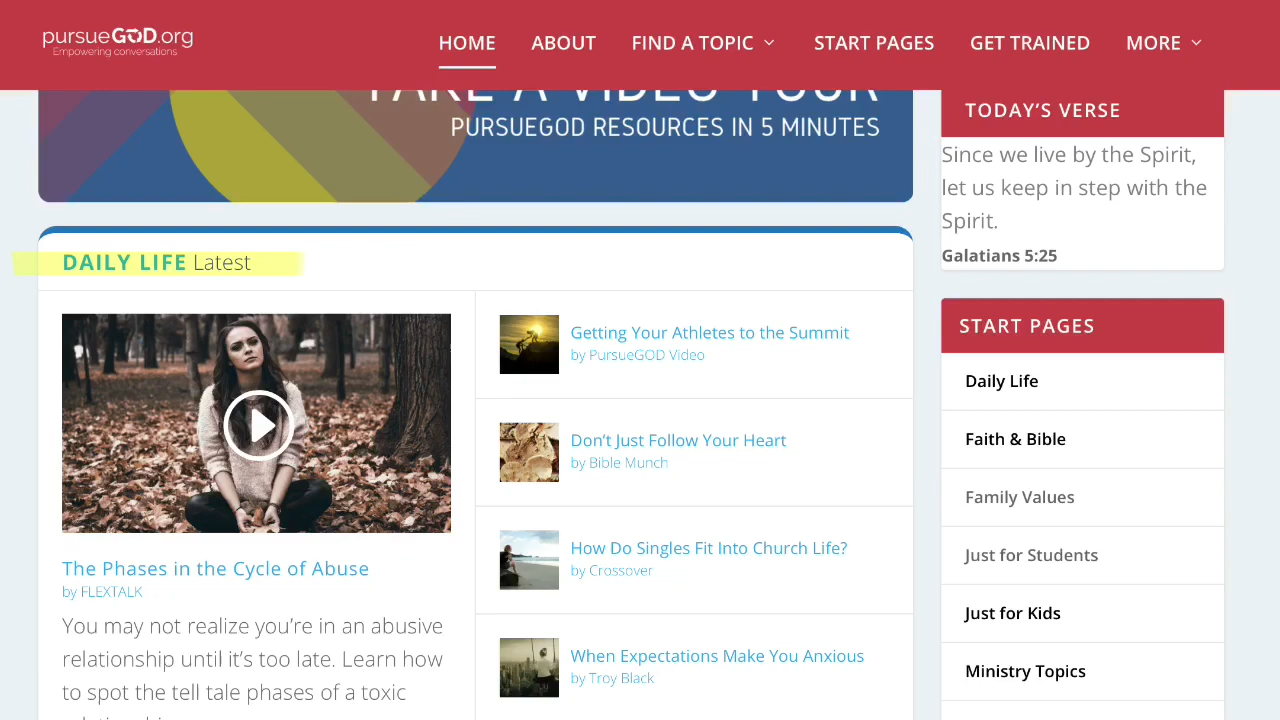 pursueGOD.org
Empowering conversations
HOME
ABOUT
FIND A TOPIC
START PAGES
GET TRAINED
MORE
TAKE A VIDEO TOUR
PURSUEGOD RESOURCES IN 5 MINUTES
DAILY LIFE Latest
The Phases in the Cycle of Abuse
by FLEXTALK
You may not realize you’re in an abusive
relationship until it’s too late. Learn how
to spot the tell tale phases of a toxic
Getting Your Athletes to the Summit
by PursueGOD Video
Don’t Just Follow Your Heart
by Bible Munch
How Do Singles Fit Into Church Life?
by Crossover
When Expectations Make You Anxious
by Troy Black
TODAY’S VERSE
Since we live by the Spirit,
let us keep in step with the
Spirit.
Galatians 5:25
START PAGES
Daily Life
Faith & Bible
Family Values
Just for Students
Just for Kids
Ministry Topics